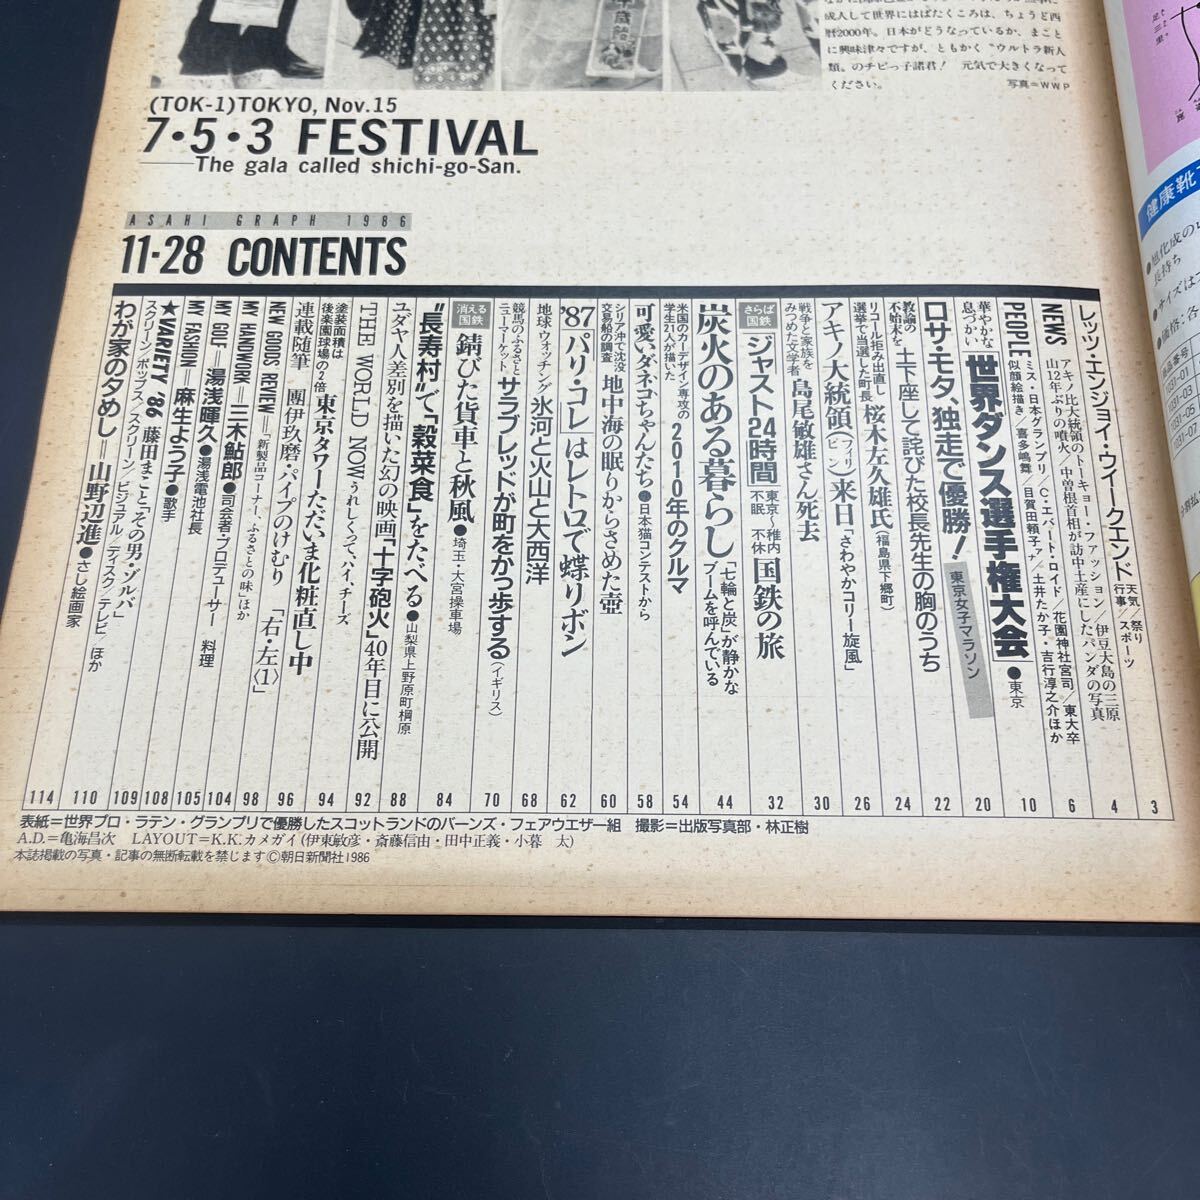 成人して世界にはばたくころは、ちょうど西
暦2000年。日本がどうなっているか、まこと
に興味津々ですが、ともかく〝ウルトラ新人
類〟のチビっ子諸君！　元気で大きくなって
ください。　写真＝ＷＷＰ
千歳飴
(TOK-1)TOKYO, Nov.15
7・5・3 FESTIVAL
The gala called shichi-go-San.
ASAHI GRAPH 1986
11-28 CONTENTS
レッツ・エンジョイ・ウイークエンド 天気/祭り 行事/スポーツ 3
NEWS アキノ比大統領のトーキョー・ファッション/伊豆大島の三原
山12年ぶりの噴火/中曽根首相が訪中土産にしたパンダの写真 4
PEOPLE ミス・日本グランプリ/C・エバート・ロイド/花園神社宮司/東大卒
似顔絵描き/喜多嶋舞/目賀田頼子ｱﾅ/土井たか子・吉行淳之介ほか 6
華やかな
息づかい 世界ダンス選手権大会●東京 10
ロサ・モタ、独走で優勝！ 東京女子マラソン 20
教諭の
不始末を 土下座して詫びた校長先生の胸のうち 22
リコール拒み出直し
選挙で当選した町長 桜木左久雄氏(福島県下郷町) 24
アキノ大統領(フィリピン)来日「さわやかコリー旋風」 26
戦争と家族を
みつめた文学者 島尾敏雄さん死去 30
さらば国鉄 ジャスト24時間 東京〜稚内 不眠 不休 国鉄の旅 32
炭火のある暮らし 「七輪と炭」が静かな
ブームを呼んでいる 44
米国のカーデザイン専攻の
学生21人が描いた 2010年のクルマ 54
可愛いダネコちゃんたち●日本猫コンテストから 58
シリア沖で沈没
交易船の調査 地中海の眠りからさめた壺 60
'87パリ・コレはレトロで蝶リボン 62
地球ウォッチング 氷河と火山と大西洋 68
競馬のふるさと
ニューマーケット サラブレッドが町をかっ歩する(イギリス) 70
消える国鉄 錆びた貨車と秋風●埼玉・大宮操車場
〝長寿村〟で「穀菜食」をたべる●山梨県上野原町棡原 84
ユダヤ人差別を描いた幻の映画「十字砲火」40年目に公開 88
THE WORLD NOW うれしくって、ハイ、チーズ 92
塗装面積は
後楽園球場の2倍 東京タワーただいま化粧直し中 94
連載随筆　團伊玖磨・パイプのけむり　「右・左〈1〉」 96
NEW GOODS REVIEW―「新製品コーナー、ふるさとの味」ほか
MY HANDWORK―三木鮎郎●司会者・プロデューサー　料理 98
MY GOLF―湯浅暉久●湯浅電池社長 104
MY FASHION　麻生よう子●歌手 105
★VARIETY '86 藤田まこと「その男・ゾルバ」 108
スクリーン/ポップス/スクリーン/ビジュアル/ディスク/テレビ/ほか 109
わが家の夕めし＝山野辺進●さし絵画家 110
114
表紙＝世界プロ・ラテン・グランプリで優勝したスコットランドのバーンズ・フェアウエザー組　撮影＝出版写真部・林正樹
A.D.＝亀海昌次　LAYOUT＝K.K.カメガイ(伊東敏彦・斎藤信由・田中正義・小暮　太)
本誌掲載の写真・記事の無断転載を禁じますⓒ朝日新聞社1986
足三里
健康靴
●旭化成の
長持ち
●サイズは
●価格:各
商品番号
1031-01
1031-03
1031-05
1031-07